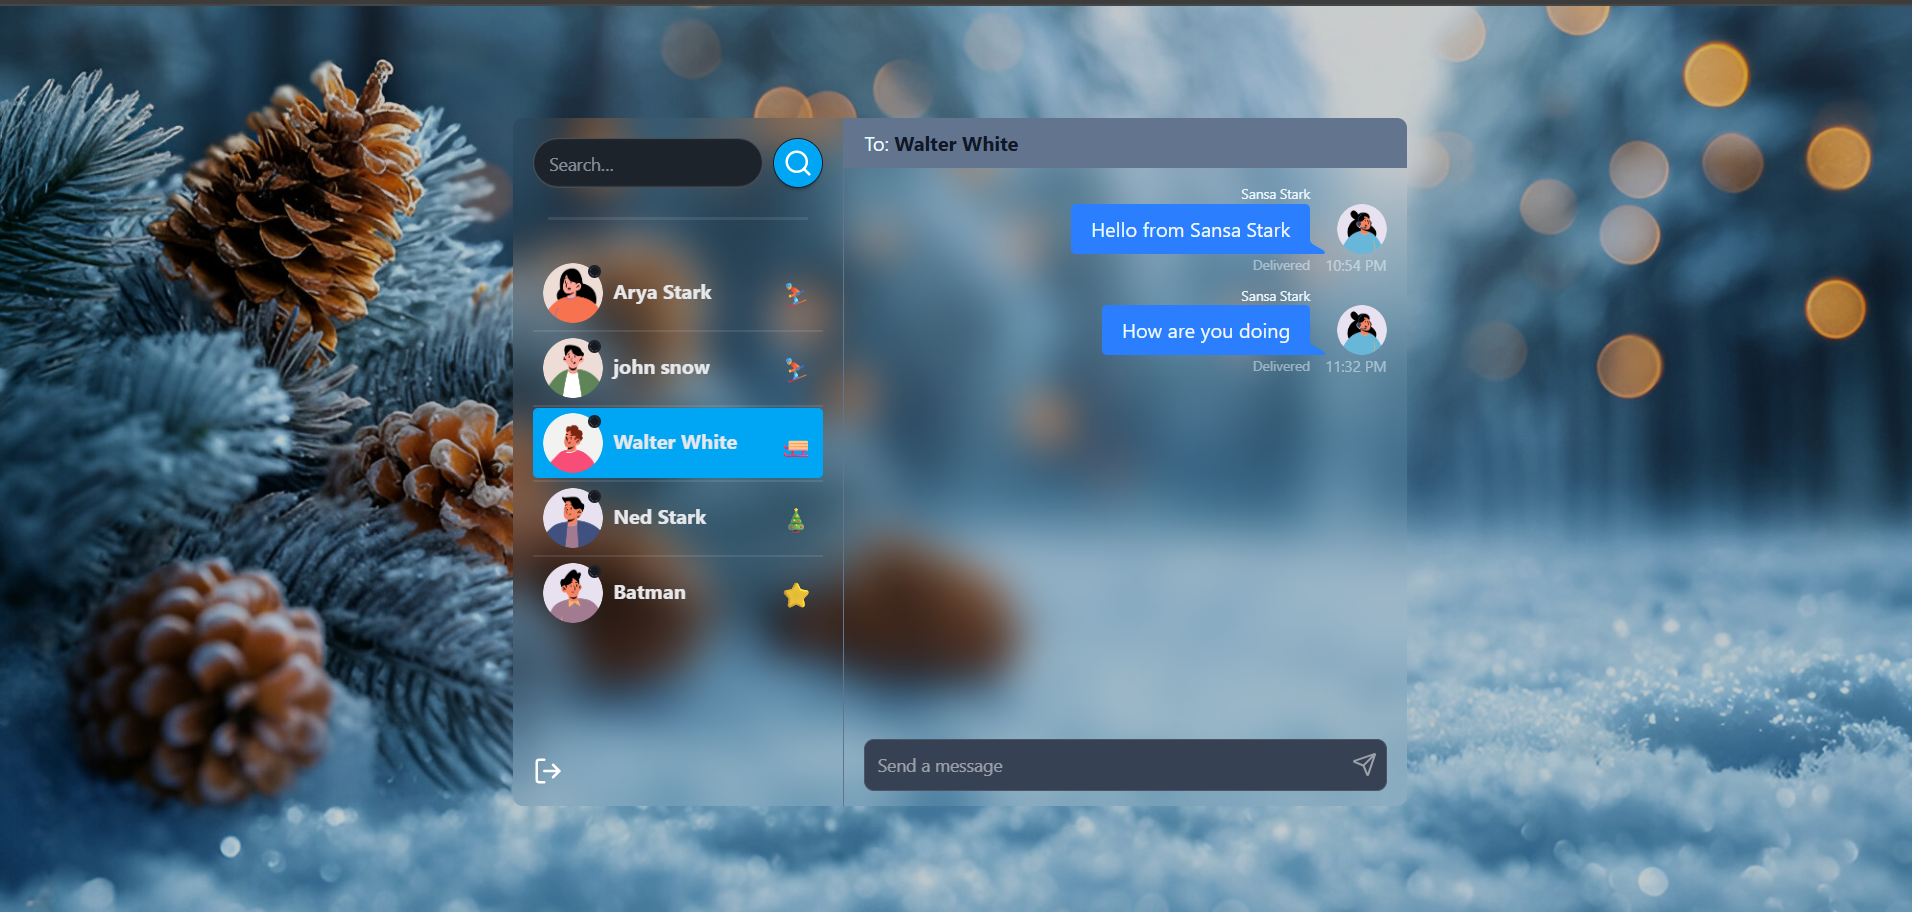 Search...
Arya Stark
john snow
Walter White
Ned Stark
Batman
To: Walter White
Sansa Stark
Hello from Sansa Stark
Delivered 10:54 PM
Sansa Stark
How are you doing
Delivered 11:32 PM
Send a message